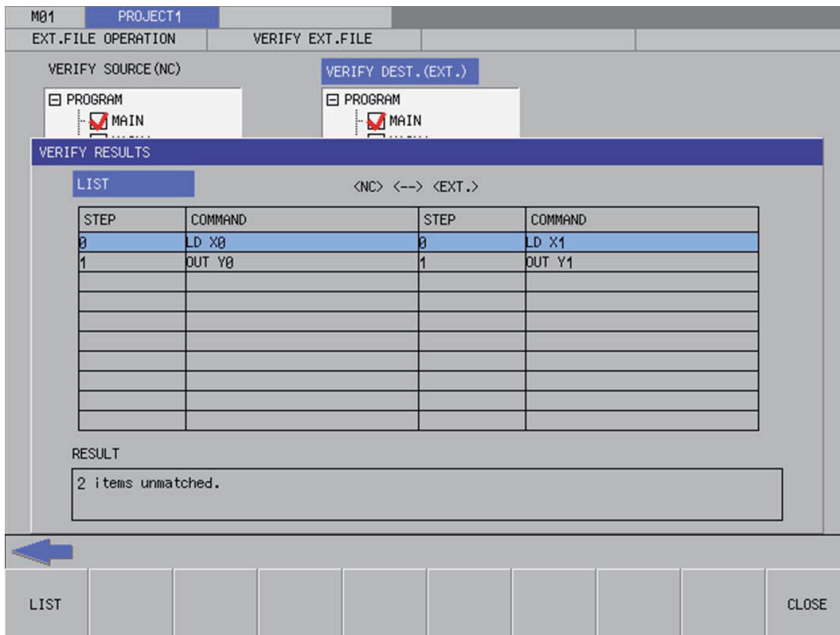 M01 PROJECT1
EXT.FILE OPERATION VERIFY EXT.FILE
VERIFY SOURCE(NC) VERIFY DEST.(EXT.)
PROGRAM PROGRAM
MAIN MAIN
VERIFY RESULTS
LIST <NC> <--> <EXT.>
STEP COMMAND STEP COMMAND
0 LD X0 0 LD X1
1 OUT Y0 1 OUT Y1
RESULT
2 items unmatched.
LIST CLOSE